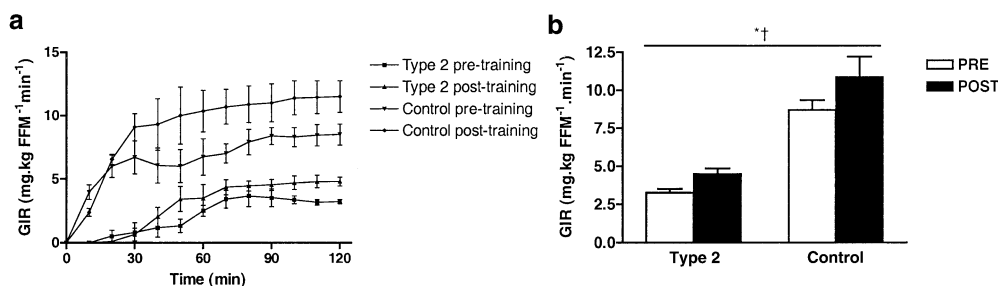 a
15
10
5
0
GIR (mg.kg FFM⁻¹min⁻¹)
0 30 60 90 120
Time (min)
Type 2 pre-training
Type 2 post-training
Control pre-training
Control post-training
b
*†
12.5
10.0
7.5
5.0
2.5
0.0
GIR (mg.kg FFM⁻¹.min⁻¹)
Type 2 Control
PRE
POST